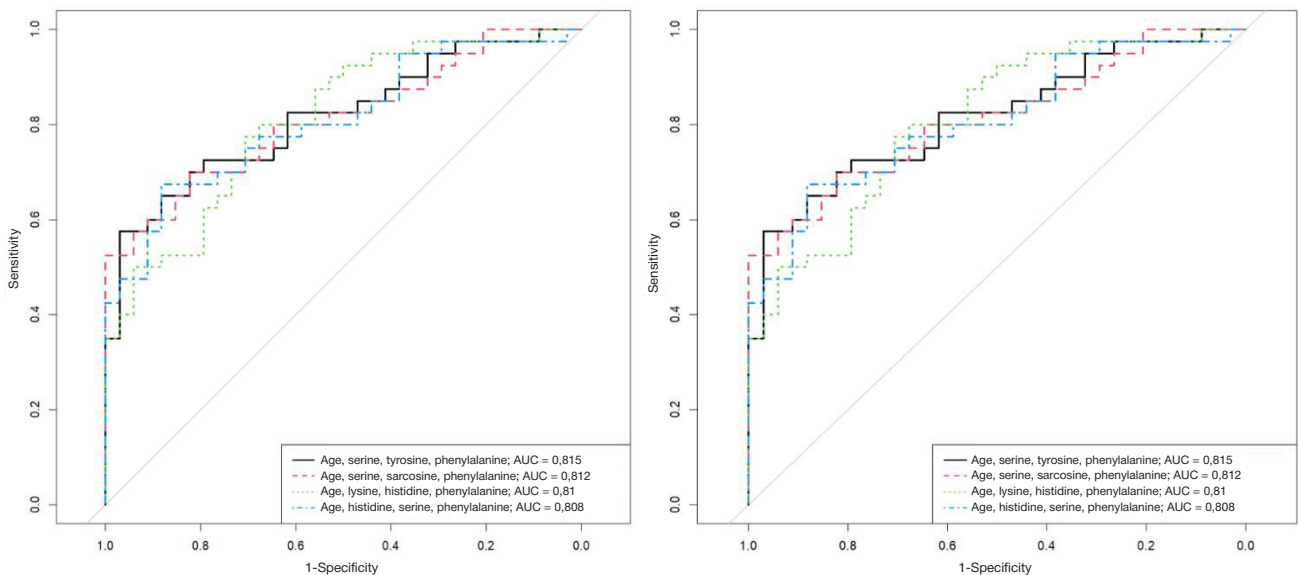 1.0
0.8
0.6
0.4
0.2
0.0
Sensitivity
Age, serine, tyrosine, phenylalanine; AUC = 0,815
Age, serine, sarcosine, phenylalanine; AUC = 0,812
Age, lysine, histidine, phenylalanine; AUC = 0,81
Age, histidine, serine, phenylalanine; AUC = 0,808
1.0 0.8 0.6 0.4 0.2 0.0
1-Specificity
1.0
0.8
0.6
0.4
0.2
0.0
Sensitivity
Age, serine, tyrosine, phenylalanine; AUC = 0,815
Age, serine, sarcosine, phenylalanine; AUC = 0,812
Age, lysine, histidine, phenylalanine; AUC = 0,81
Age, histidine, serine, phenylalanine; AUC = 0,808
1.0 0.8 0.6 0.4 0.2 0.0
1-Specificity